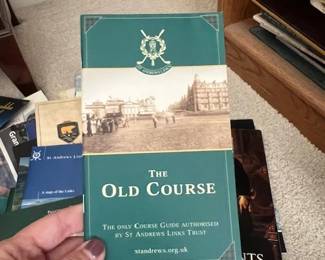 THE
OLD COURSE
THE ONLY COURSE GUIDE AUTHORISED
BY ST ANDREWS LINKS TRUST
standrews.org.uk
ST ANDREWS LINKS
A map of the Links
NTS